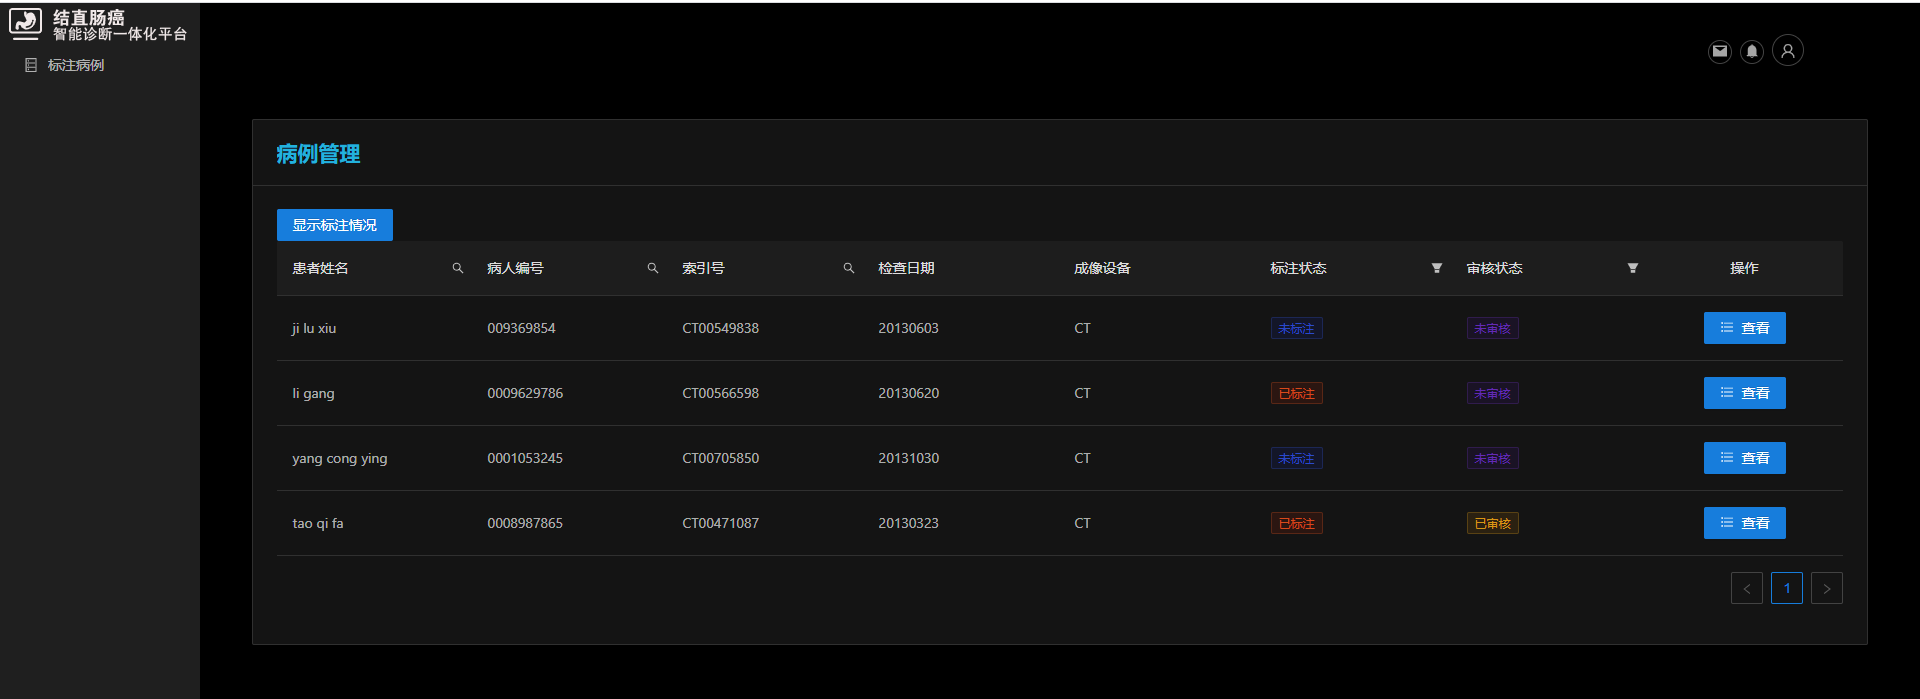 结直肠癌
智能诊断一体化平台
标注病例
病例管理
显示标注情况
患者姓名 病人编号 索引号 检查日期 成像设备 标注状态 审核状态 操作
ji lu xiu 009369854 CT00549838 20130603 CT 未标注 未审核 查看
li gang 0009629786 CT00566598 20130620 CT 已标注 未审核 查看
yang cong ying 0001053245 CT00705850 20131030 CT 未标注 未审核 查看
tao qi fa 0008987865 CT00471087 20130323 CT 已标注 已审核 查看
< 1 >